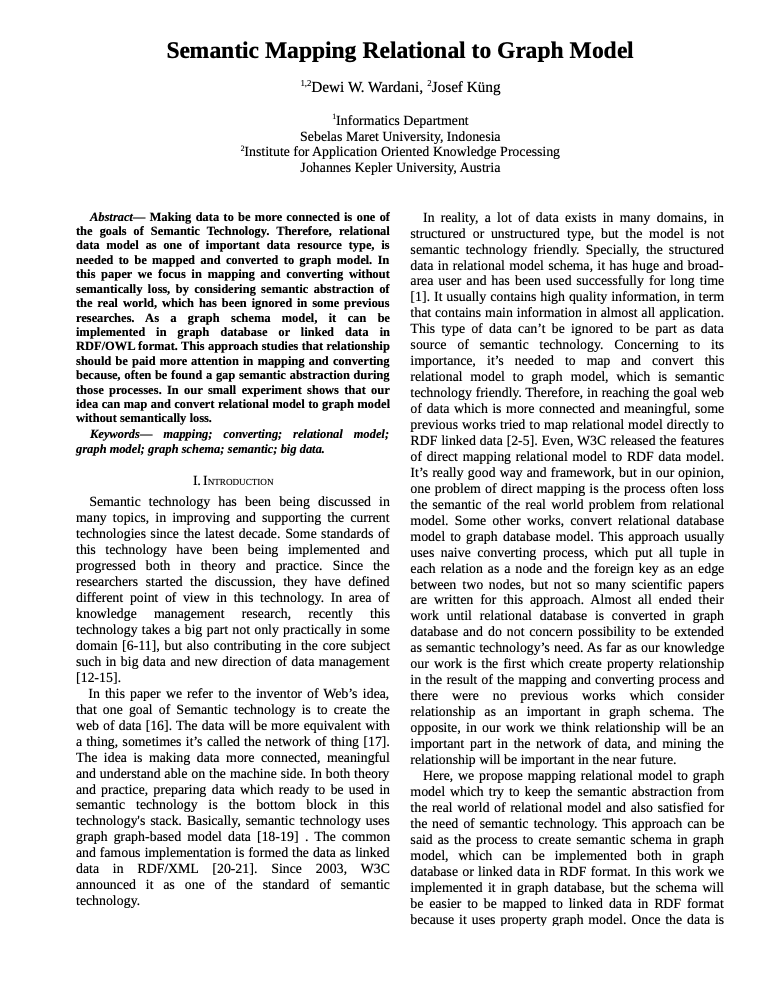 Semantic Mapping Relational to Graph Model
1,2Dewi W. Wardani, 2Josef Küng
1Informatics Department
Sebelas Maret University, Indonesia
2Institute for Application Oriented Knowledge Processing
Johannes Kepler University, Austria
Abstract— Making data to be more connected is one of
the goals of Semantic Technology. Therefore, relational
data model as one of important data resource type, is
needed to be mapped and converted to graph model. In
this paper we focus in mapping and converting without
semantically loss, by considering semantic abstraction of
the real world, which has been ignored in some previous
researches. As a graph schema model, it can be
implemented in graph database or linked data in
RDF/OWL format. This approach studies that relationship
should be paid more attention in mapping and converting
because, often be found a gap semantic abstraction during
those processes. In our small experiment shows that our
idea can map and convert relational model to graph model
without semantically loss.
Keywords— mapping; converting; relational model;
graph model; graph schema; semantic; big data.
I. INTRODUCTION
Semantic technology has been being discussed in
many topics, in improving and supporting the current
technologies since the latest decade. Some standards of
this technology have been being implemented and
progressed both in theory and practice. Since the
researchers started the discussion, they have defined
different point of view in this technology. In area of
knowledge management research, recently this
technology takes a big part not only practically in some
domain [6-11], but also contributing in the core subject
such in big data and new direction of data management
[12-15].
In this paper we refer to the inventor of Web's idea,
that one goal of Semantic technology is to create the
web of data [16]. The data will be more equivalent with
a thing, sometimes it's called the network of thing [17].
The idea is making data more connected, meaningful
and understand able on the machine side. In both theory
and practice, preparing data which ready to be used in
semantic technology is the bottom block in this
technology's stack. Basically, semantic technology uses
graph graph-based model data [18-19] . The common
and famous implementation is formed the data as linked
data in RDF/XML [20-21]. Since 2003, W3C
announced it as one of the standard of semantic
technology.
In reality, a lot of data exists in many domains, in
structured or unstructured type, but the model is not
semantic technology friendly. Specially, the structured
data in relational model schema, it has huge and broad-
area user and has been used successfully for long time
[1]. It usually contains high quality information, in term
that contains main information in almost all application.
This type of data can't be ignored to be part as data
source of semantic technology. Concerning to its
importance, it's needed to map and convert this
relational model to graph model, which is semantic
technology friendly. Therefore, in reaching the goal web
of data which is more connected and meaningful, some
previous works tried to map relational model directly to
RDF linked data [2-5]. Even, W3C released the features
of direct mapping relational model to RDF data model.
It's really good way and framework, but in our opinion,
one problem of direct mapping is the process often loss
the semantic of the real world problem from relational
model. Some other works, convert relational database
model to graph database model. This approach usually
uses naive converting process, which put all tuple in
each relation as a node and the foreign key as an edge
between two nodes, but not so many scientific papers
are written for this approach. Almost all ended their
work until relational database is converted in graph
database and do not concern possibility to be extended
as semantic technology's need. As far as our knowledge
our work is the first which create property relationship
in the result of the mapping and converting process and
there were no previous works which consider
relationship as an important in graph schema. The
opposite, in our work we think relationship will be an
important part in the network of data, and mining the
relationship will be important in the near future.
Here, we propose mapping relational model to graph
model which try to keep the semantic abstraction from
the real world of relational model and also satisfied for
the need of semantic technology. This approach can be
said as the process to create semantic schema in graph
model, which can be implemented both in graph
database or linked data in RDF format. In this work we
implemented it in graph database, but the schema will
be easier to be mapped to linked data in RDF format
because it uses property graph model. Once the data is